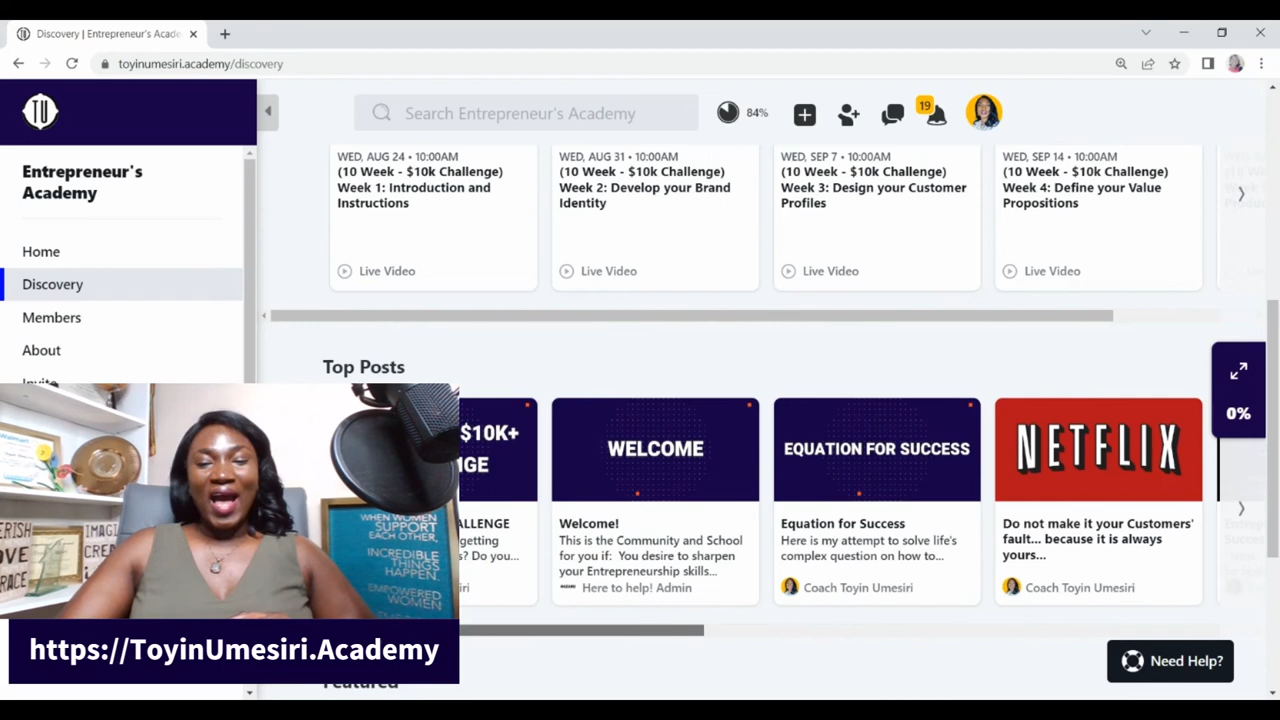 Discovery | Entrepreneur's Acade
toyinumesiri.academy/discovery
TU
Search Entrepreneur's Academy
84%
19
Entrepreneur's
Academy
Home
Discovery
Members
About
Invite
WED, AUG 24 • 10:00AM
(10 Week - $10k Challenge)
Week 1: Introduction and
Instructions
Live Video
WED, AUG 31 • 10:00AM
(10 Week - $10k Challenge)
Week 2: Develop your Brand
Identity
Live Video
WED, SEP 7 • 10:00AM
(10 Week - $10k Challenge)
Week 3: Design your Customer
Profiles
Live Video
WED, SEP 14 • 10:00AM
(10 Week - $10k Challenge)
Week 4: Define your Value
Propositions
Live Video
0%
Top Posts
$10K+
NGE
ALLENGE
getting
s? Do you...
WELCOME
Welcome!
This is the Community and School
for you if: You desire to sharpen
your Entrepreneurship skills...
Here to help! Admin
EQUATION FOR SUCCESS
Equation for Success
Here is my attempt to solve life's
complex question on how to...
Coach Toyin Umesiri
NETFLIX
Do not make it your Customers'
fault... because it is always
yours...
Coach Toyin Umesiri
Featured
Need Help?
Walmart
WHEN WOMEN
SUPPORT
EACH OTHER,
INCREDIBLE
THINGS
HAPPEN.
EMPOWERED
WOMEN
https://ToyinUmesiri.Academy